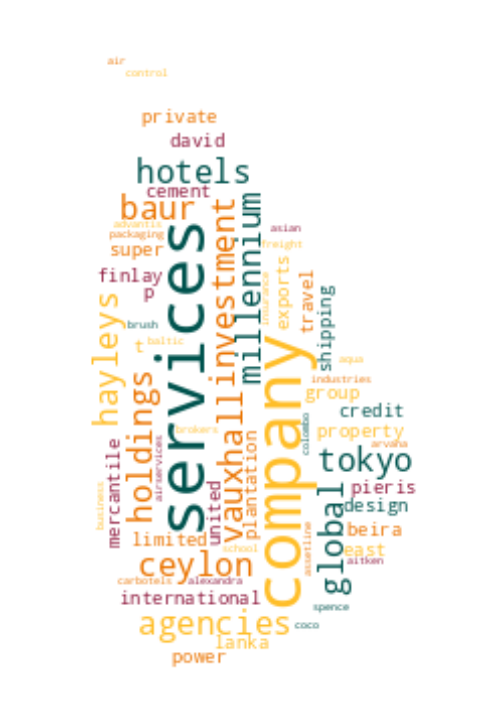 air
control
private
david
hotels
cement
baur
advantis
packaging
super
finlay
p
brush
t
baltic
hayleys
services
investment
millennium
asian
freight
insurance
exports
travel
shipping
aqua
industries
group
credit
property
arvana
colombo
company
tokyo
pieris
design
global
beira
east
aitken
assetline
spence
coco
vauxhall
holdings
brokers
airservices
mercantile
business
united
plantation
limited
school
ceylon
carbotels
alexandra
international
agencies
lanka
power